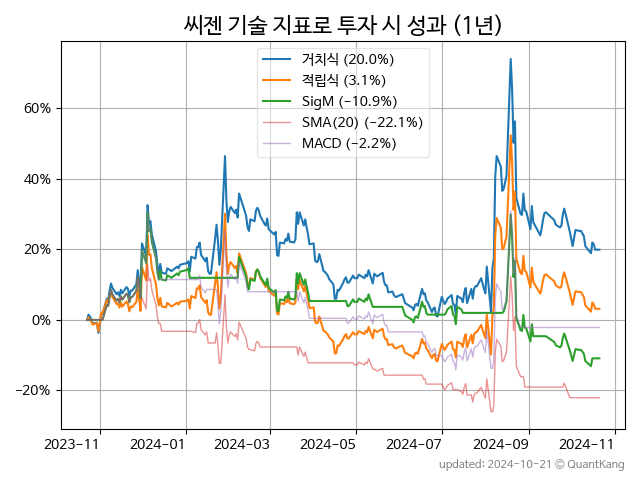 씨젠 기술 지표로 투자 시 성과 (1년)
거치식 (20.0%)
적립식 (3.1%)
SigM (−10.9%)
SMA(20) (−22.1%)
MACD (−2.2%)
60%
40%
20%
0%
−20%
2023-11 2024-01 2024-03 2024-05 2024-07 2024-09 2024-11
updated: 2024-10-21 @ QuantKang